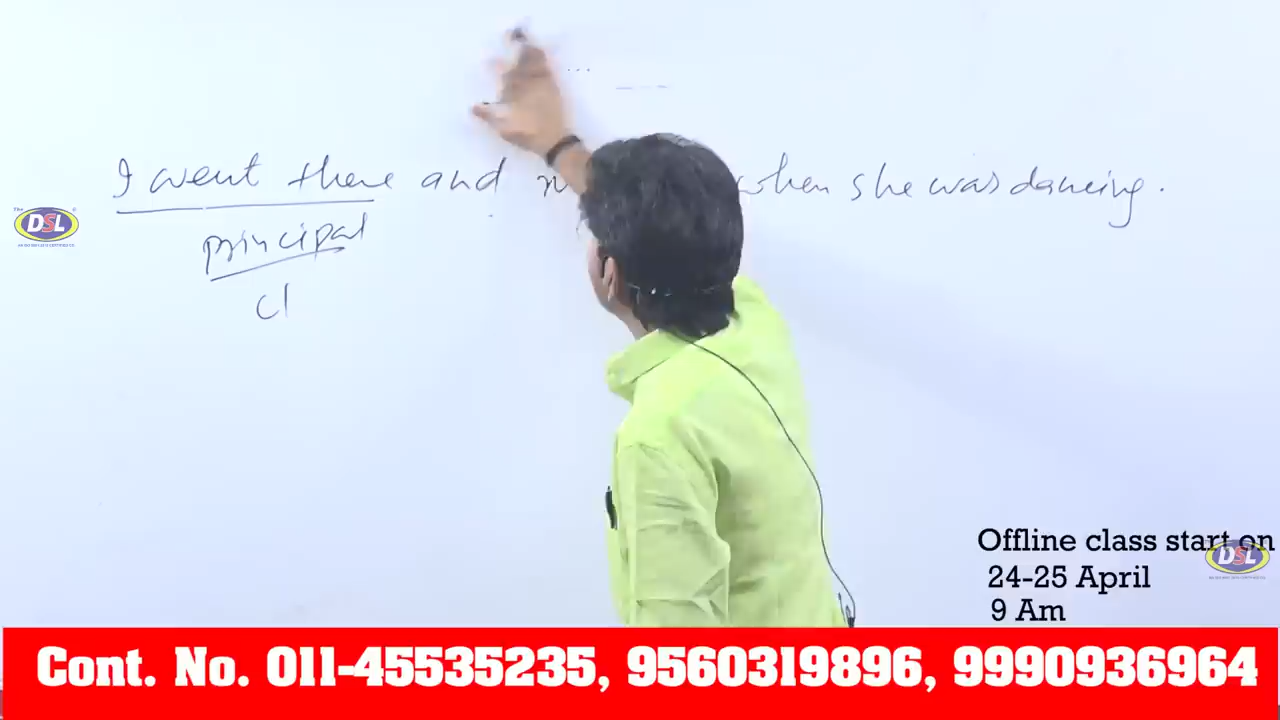 I went there and when she was dancing.
principal
cl
DSL
Offline class start on
DSL
24-25 April
9 Am
Cont. No. 011-45535235, 9560319896, 9990936964